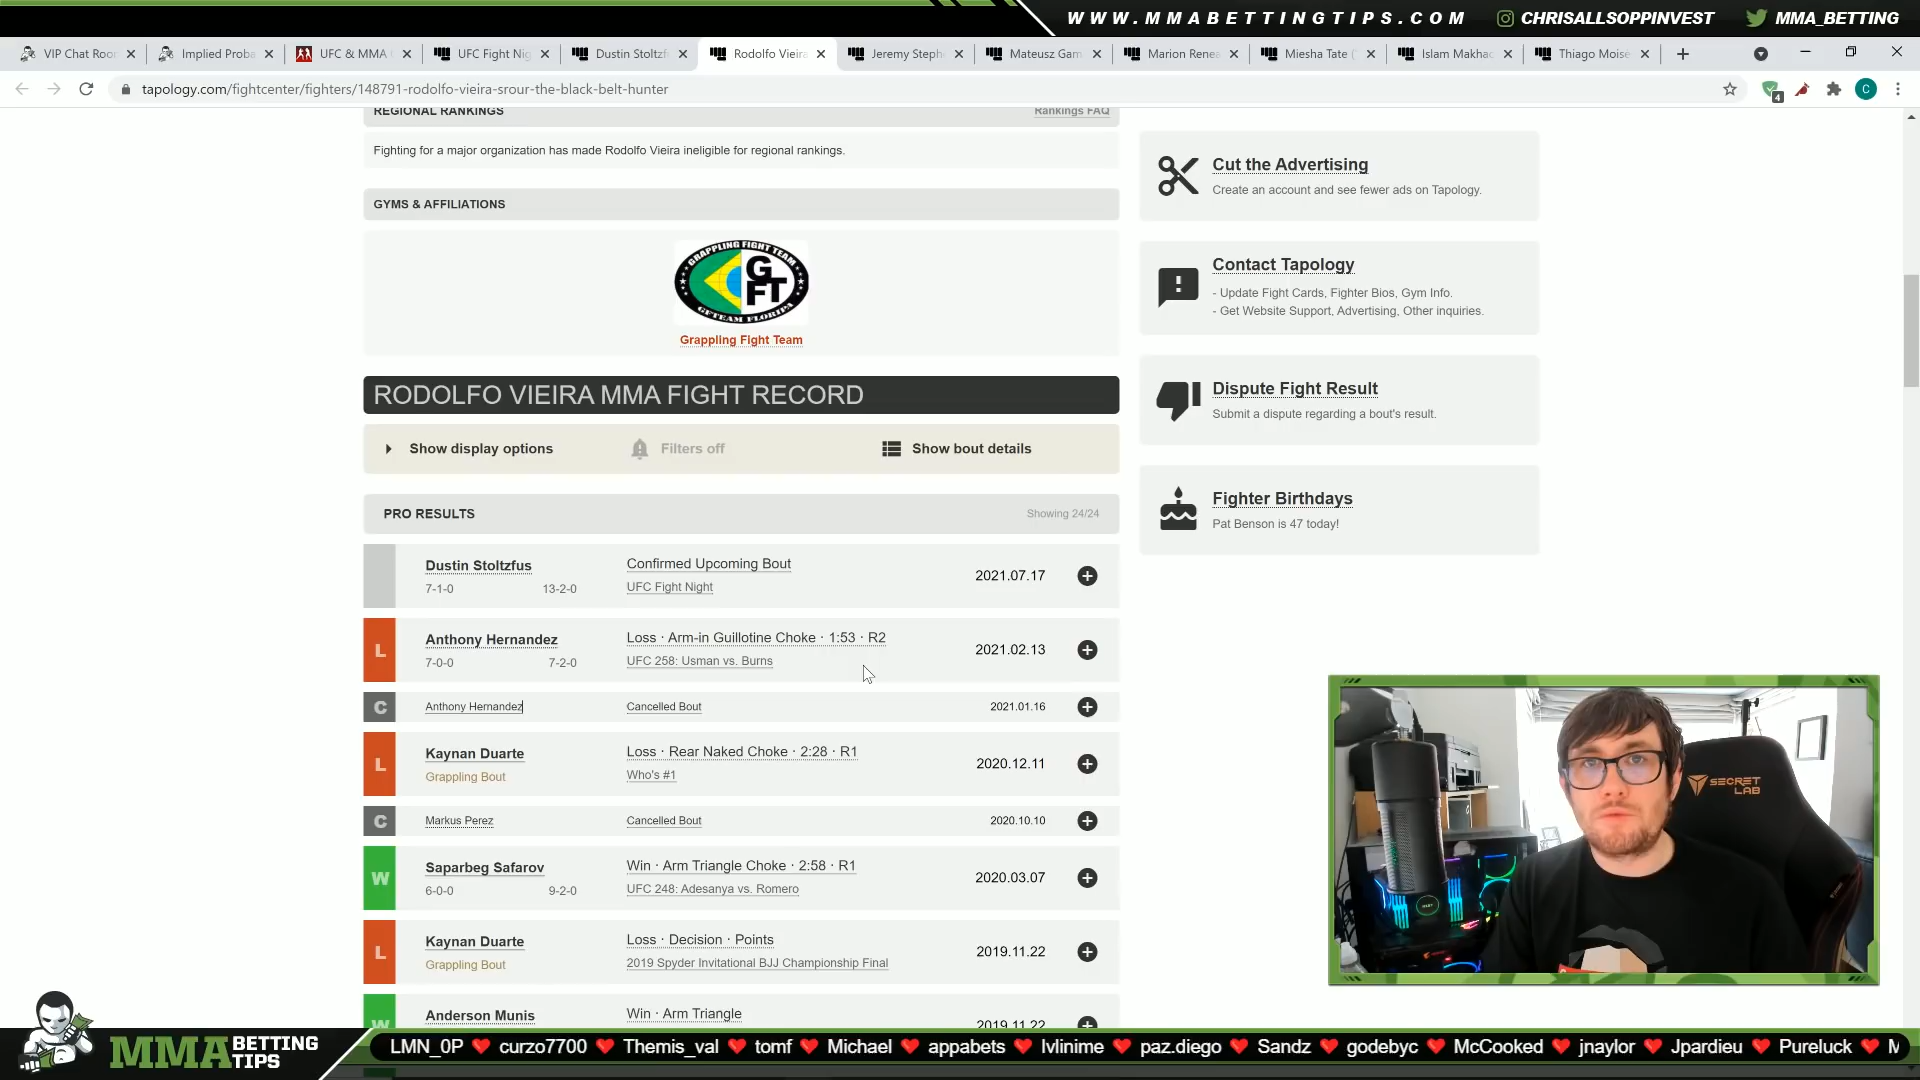 WWW.MMABETTINGTIPS.COM CHRISALLSOPPINVEST MMA_BETTING
VIP Chat Roo Implied Proba UFC & MMA UFC Fight Nig Dustin Stoltzf Rodolfo Vieira Jeremy Steph Mateusz Gam Marion Renea Miesha Tate ( Islam Makhac Thiago Moise
tapology.com/fightcenter/fighters/148791-rodolfo-vieira-srour-the-black-belt-hunter
4
C
REGIONAL RANKINGS Rankings FAQ
Fighting for a major organization has made Rodolfo Vieira ineligible for regional rankings.
GYMS & AFFILIATIONS
GRAPPLING FIGHT TEAM
G
FT
GFTEAM FLORIPA
Grappling Fight Team
RODOLFO VIEIRA MMA FIGHT RECORD
Show display options Filters off Show bout details
PRO RESULTS Showing 24/24
Dustin Stoltzfus Confirmed Upcoming Bout
7-1-0 13-2-0 UFC Fight Night 2021.07.17
L Anthony Hernandez Loss · Arm-in Guillotine Choke · 1:53 · R2
7-0-0 7-2-0 UFC 258: Usman vs. Burns 2021.02.13
C Anthony Hernandez Cancelled Bout 2021.01.16
L Kaynan Duarte Loss · Rear Naked Choke · 2:28 · R1
Grappling Bout Who's #1 2020.12.11
C Markus Perez Cancelled Bout 2020.10.10
W Saparbeg Safarov Win · Arm Triangle Choke · 2:58 · R1
6-0-0 9-2-0 UFC 248: Adesanya vs. Romero 2020.03.07
L Kaynan Duarte Loss · Decision · Points
Grappling Bout 2019 Spyder Invitational BJJ Championship Final 2019.11.22
W Anderson Munis Win · Arm Triangle 2019.11.22
Cut the Advertising
Create an account and see fewer ads on Tapology.
Contact Tapology
- Update Fight Cards, Fighter Bios, Gym Info.
- Get Website Support, Advertising, Other inquiries.
Dispute Fight Result
Submit a dispute regarding a bout's result.
Fighter Birthdays
Pat Benson is 47 today!
SECRET
LAB
MMA BETTING TIPS
LMN_0P curzo7700 Themis_val tomf Michael appabets lvlinime paz.diego Sandz godebyc McCooked jnaylor Jpardieu Pureluck